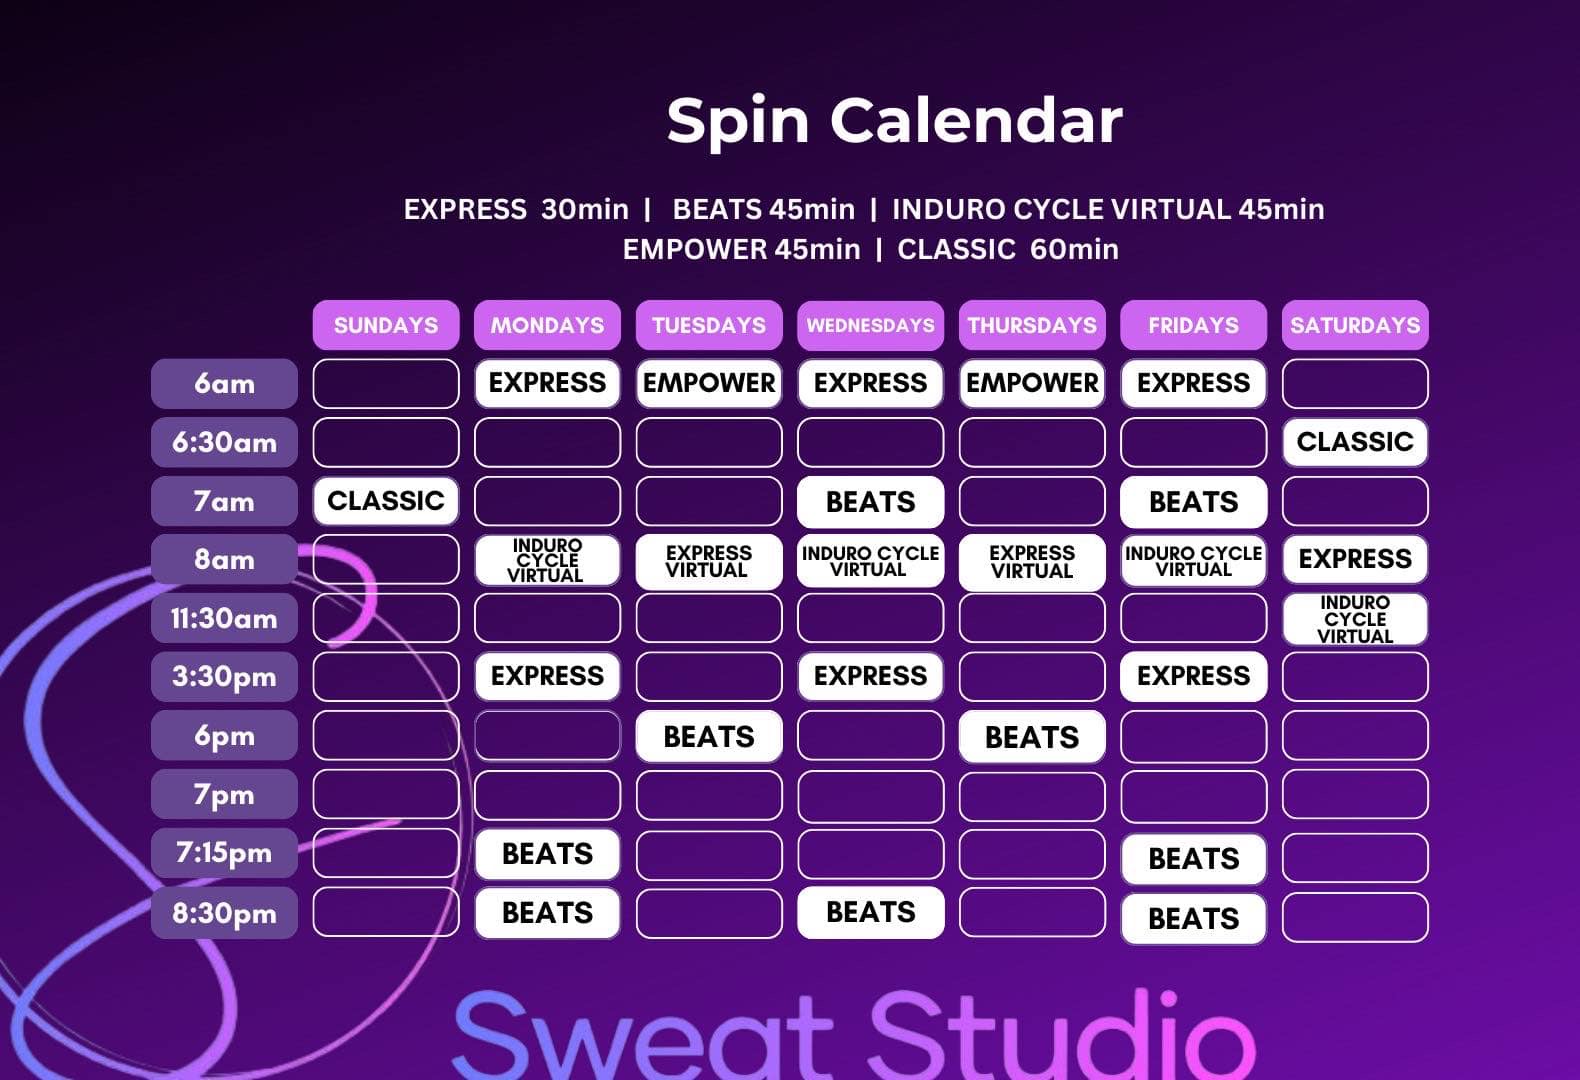 Spin Calendar
EXPRESS 30min | BEATS 45min | INDURO CYCLE VIRTUAL 45min
EMPOWER 45min | CLASSIC 60min
SUNDAYS MONDAYS TUESDAYS WEDNESDAYS THURSDAYS FRIDAYS SATURDAYS
6am EXPRESS EMPOWER EXPRESS EMPOWER EXPRESS
6:30am CLASSIC
7am CLASSIC BEATS BEATS
8am INDURO CYCLE VIRTUAL EXPRESS VIRTUAL INDURO CYCLE VIRTUAL EXPRESS VIRTUAL INDURO CYCLE VIRTUAL EXPRESS
11:30am INDURO CYCLE VIRTUAL
3:30pm EXPRESS EXPRESS EXPRESS
6pm BEATS BEATS
7pm
7:15pm BEATS BEATS
8:30pm BEATS BEATS BEATS
Sweat Studio